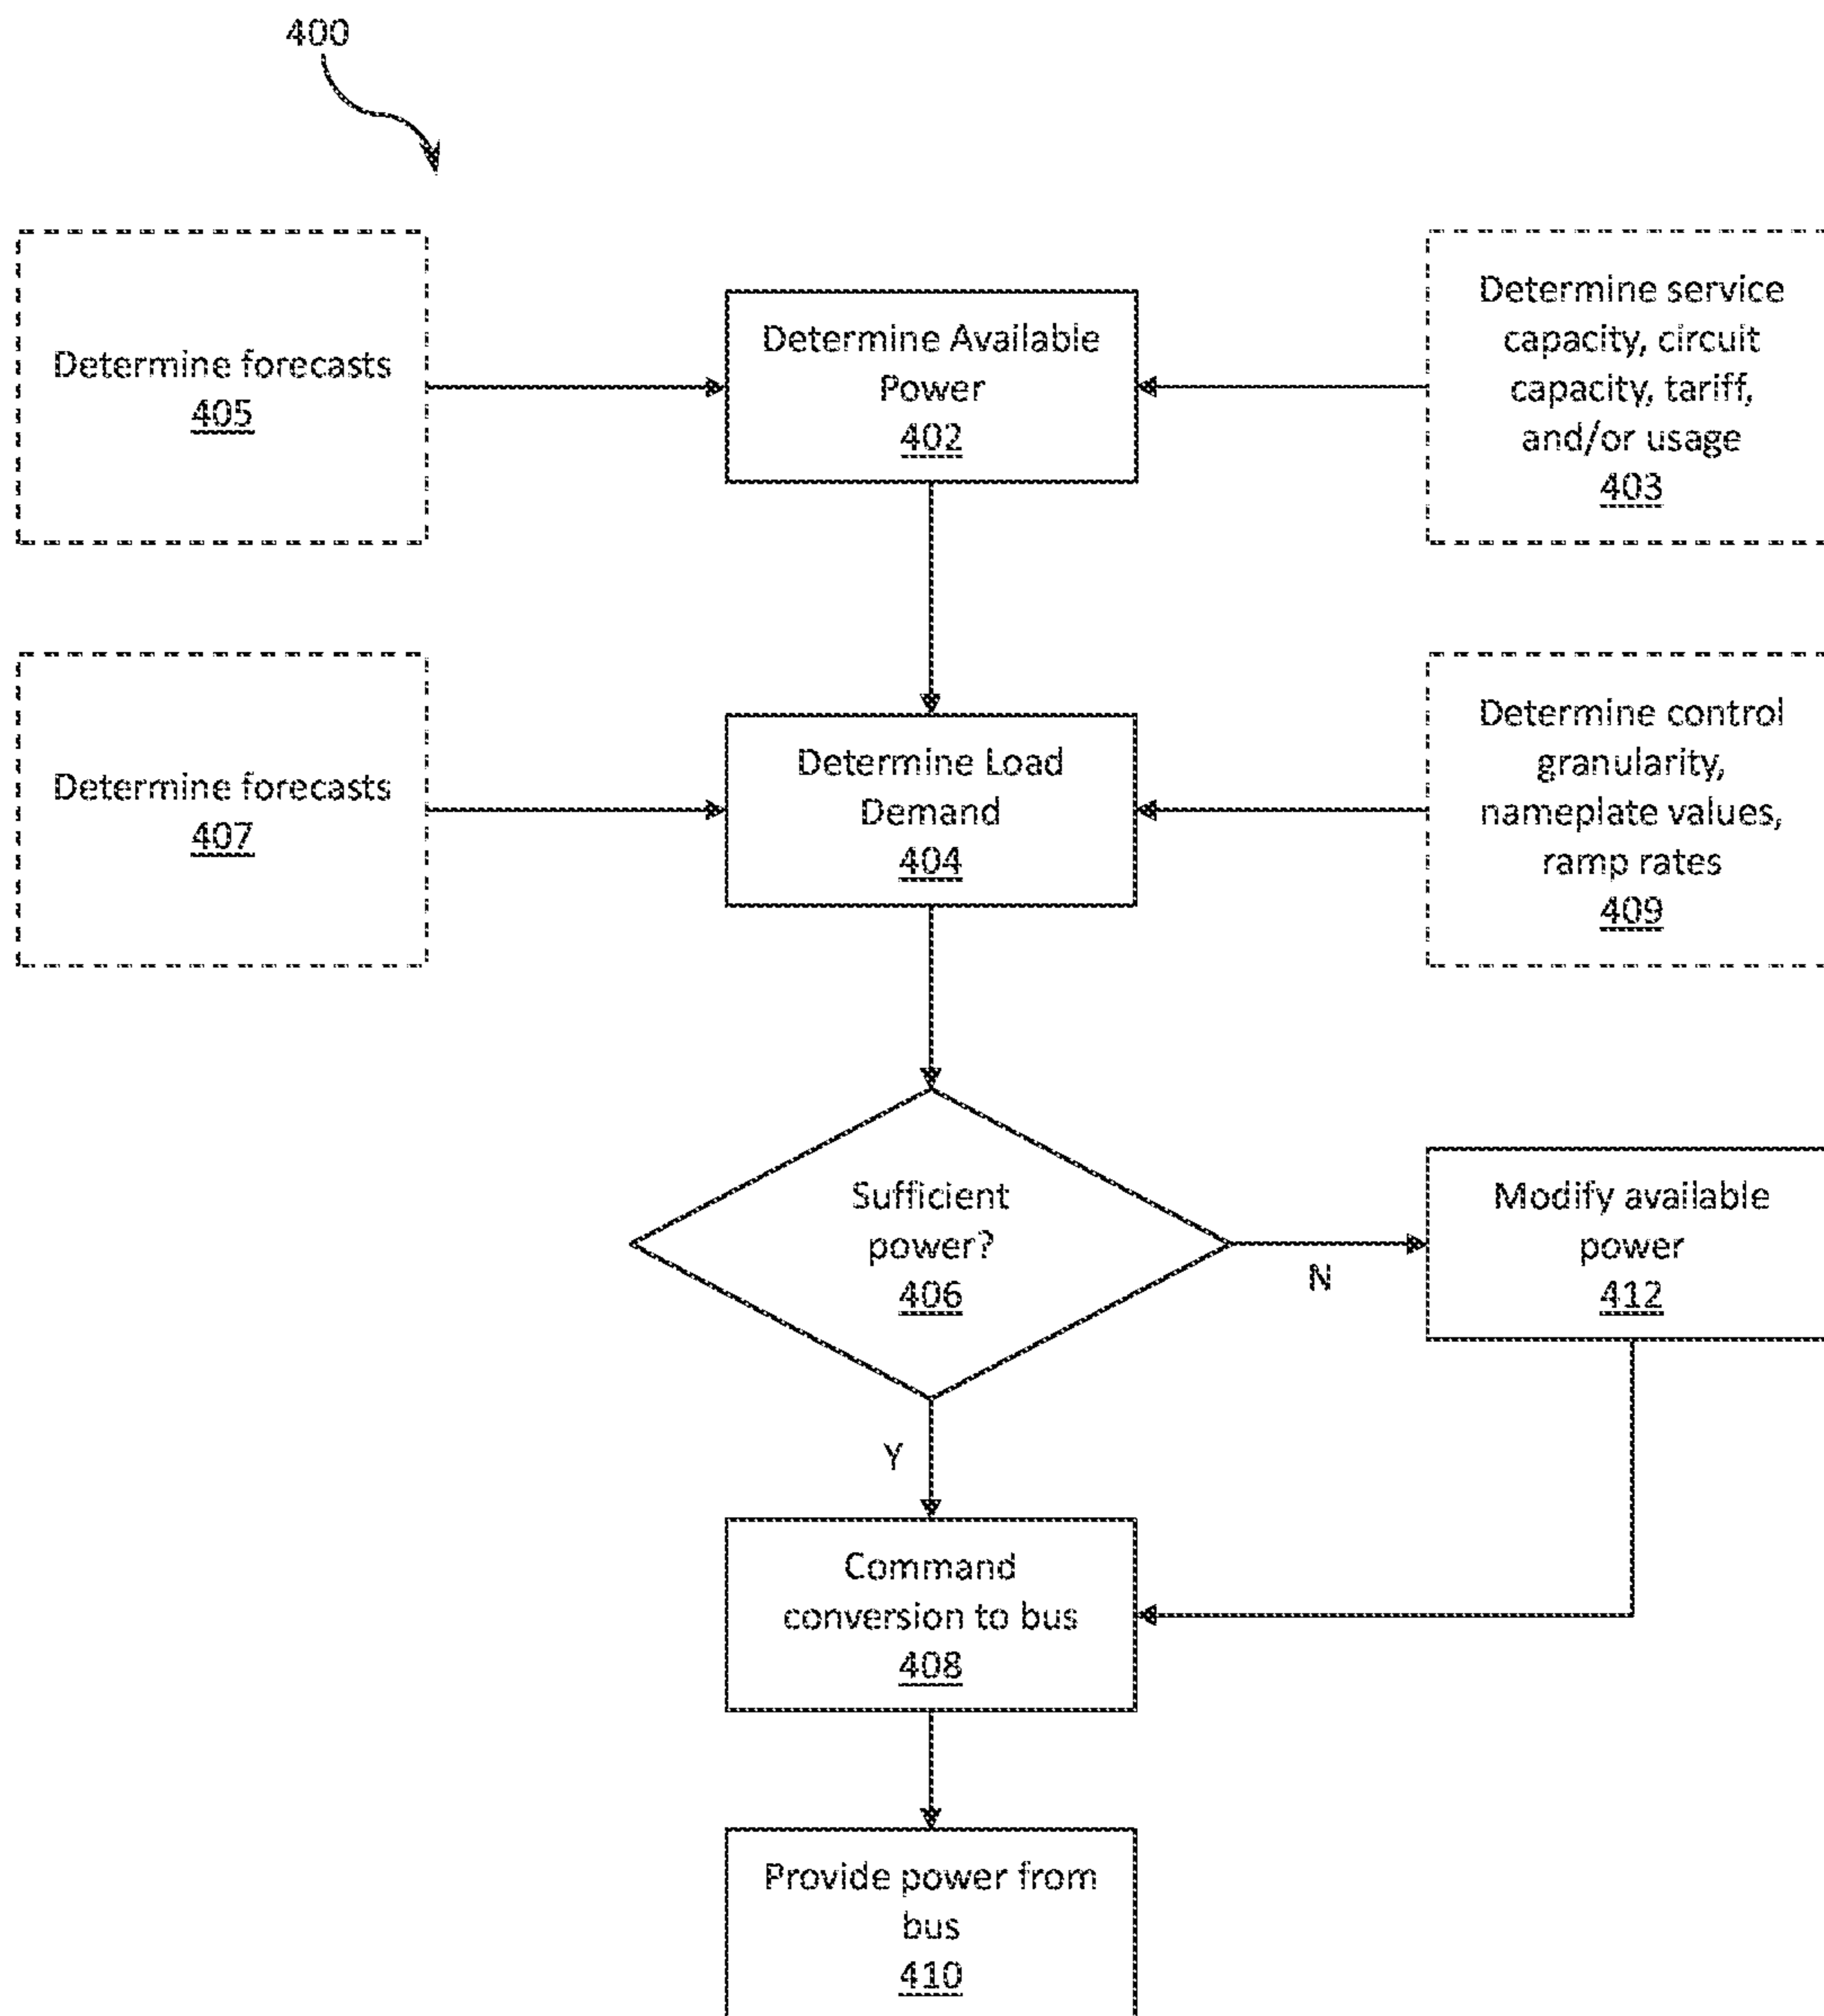 400
Determine forecasts
405
Determine Available
Power
402
Determine service
capacity, circuit
capacity, tariff,
and/or usage
403
Determine forecasts
407
Determine Load
Demand
404
Determine control
granularity,
nameplate values,
ramp rates
409
Sufficient
power?
406
N
Modify available
power
412
Y
Command
conversion to bus
408
Provide power from
bus
410